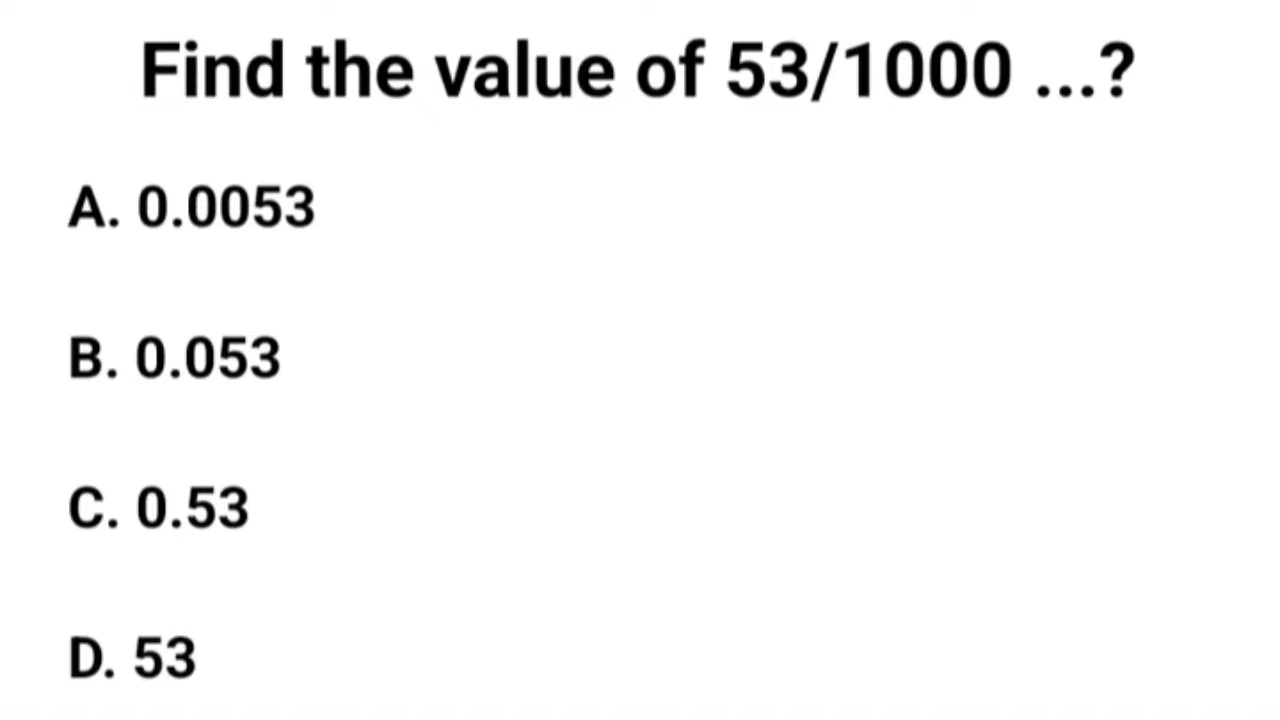 Find the value of 53/1000 ...?
A. 0.0053
B. 0.053
C. 0.53
D. 53